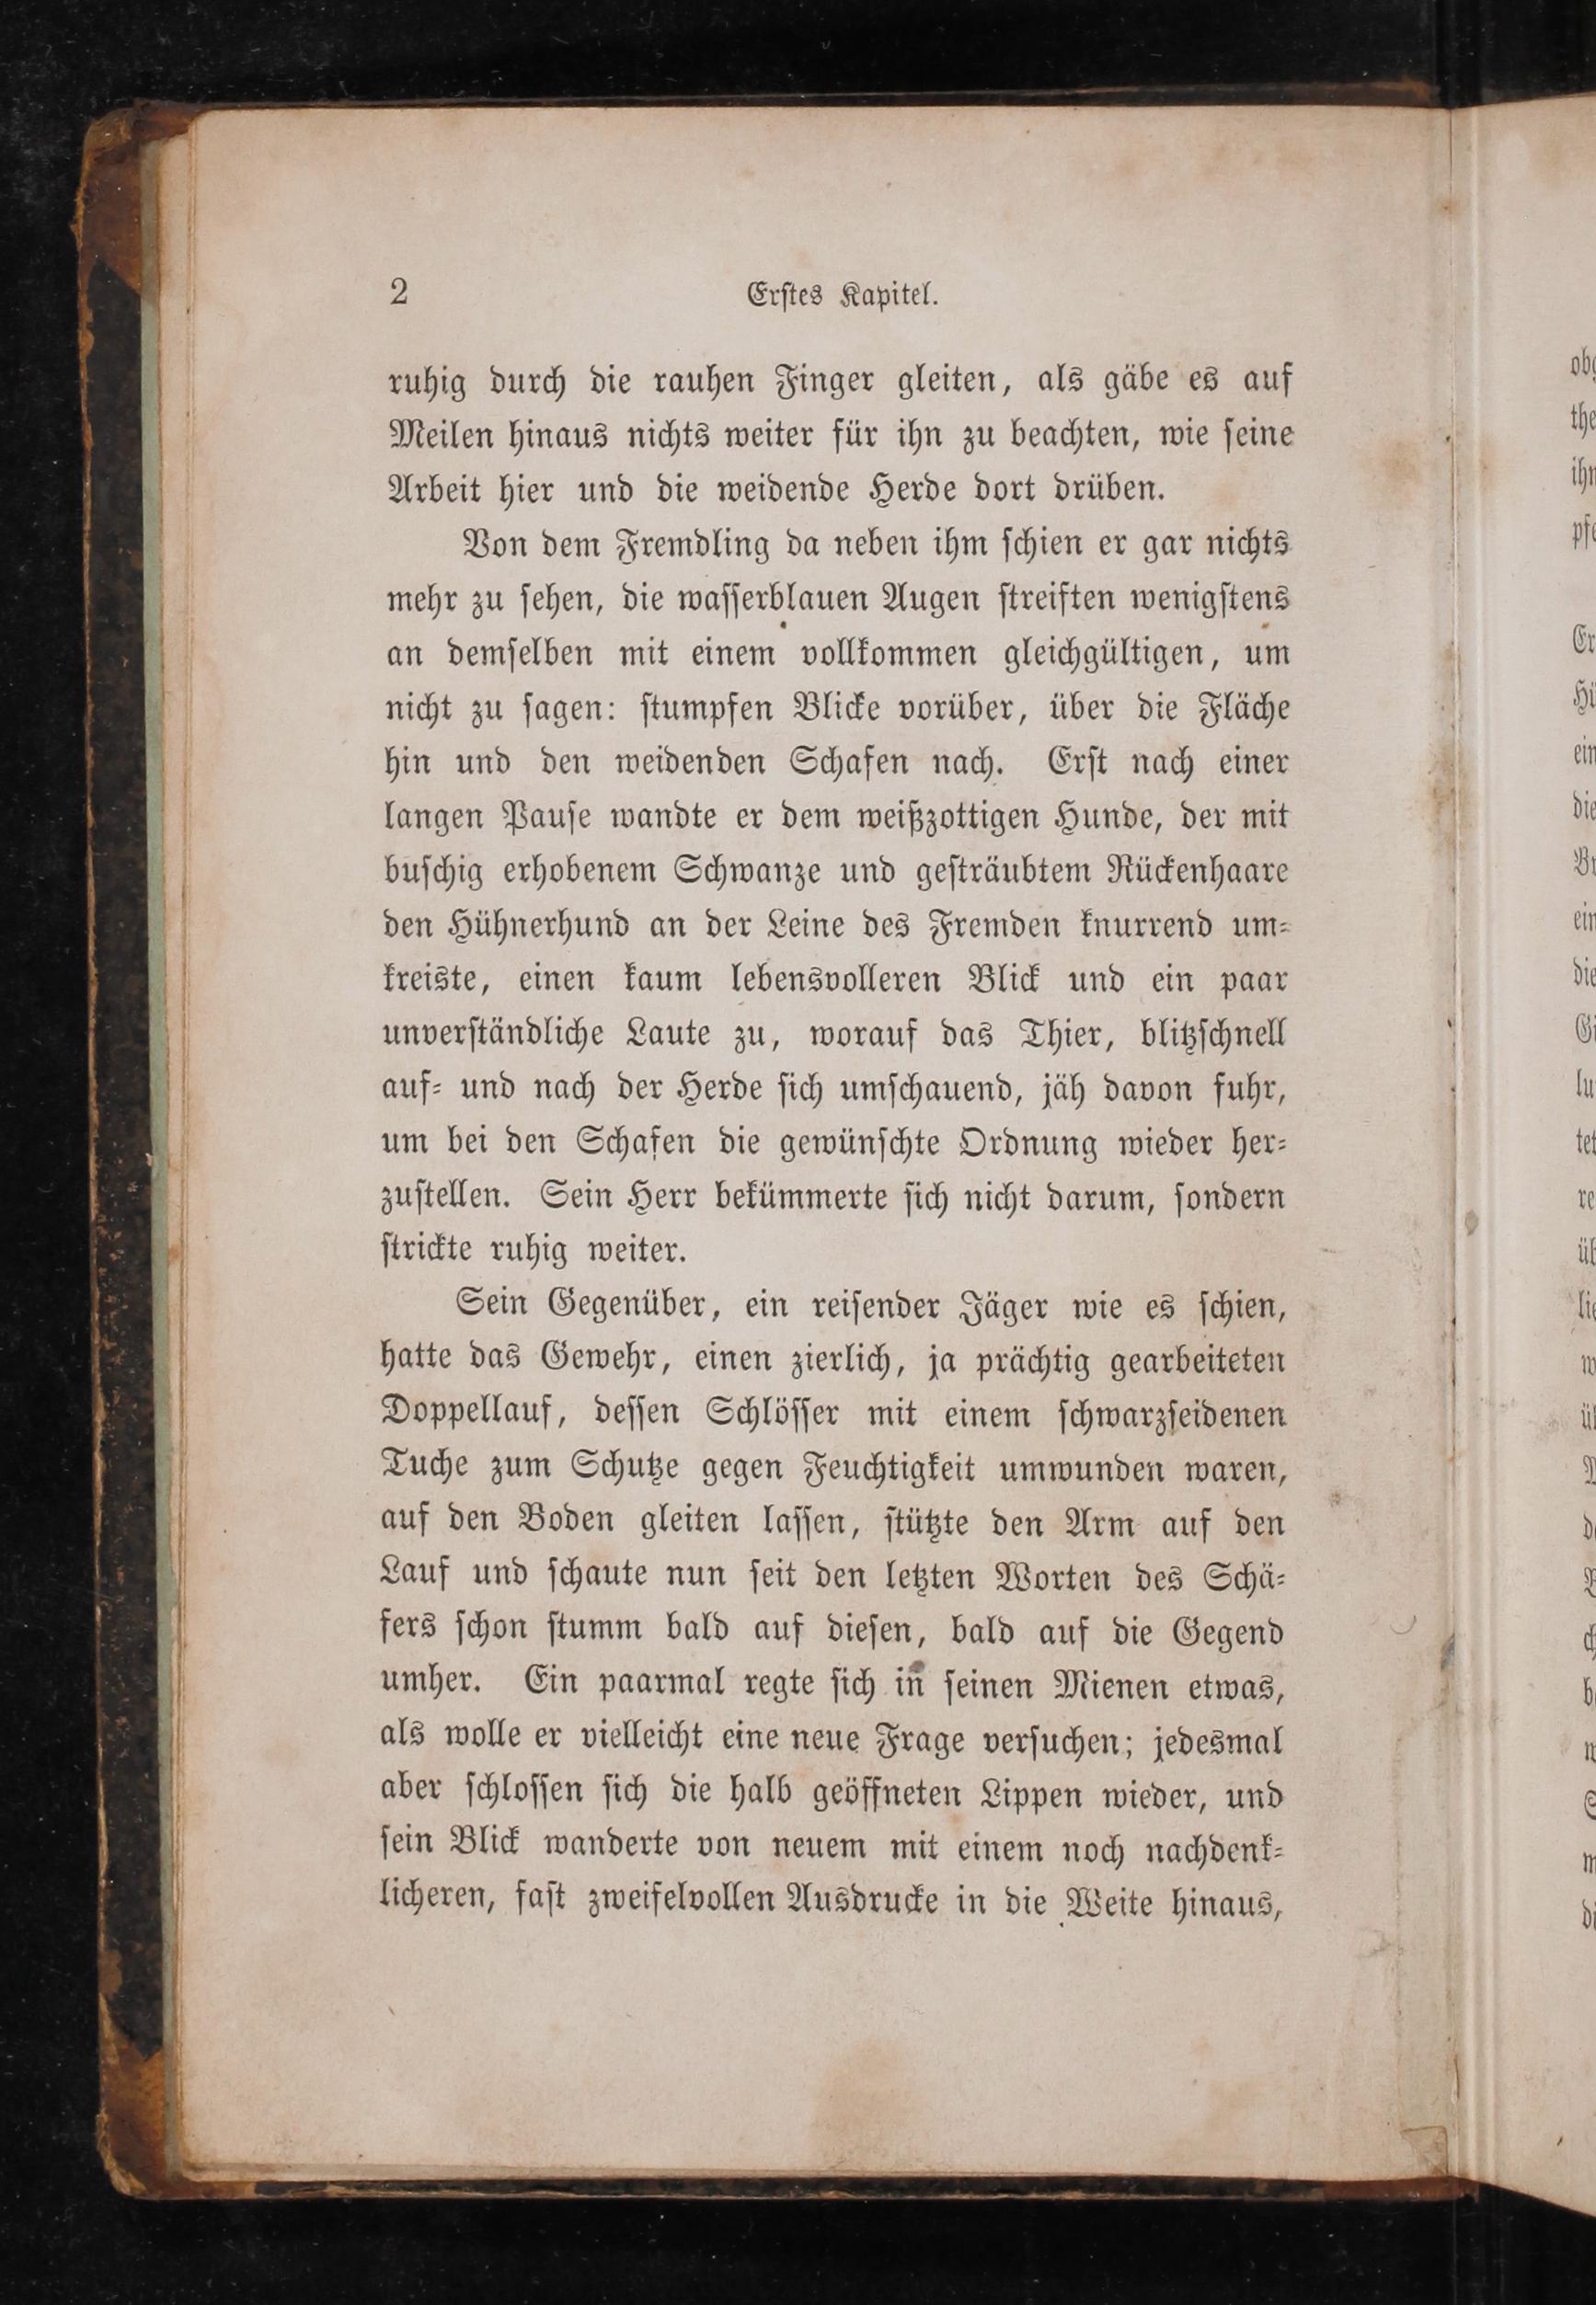 2
Erſtes Kapitel.
ruhig durch die rauhen Finger gleiten, als gäbe es auf
Meilen hinaus nichts weiter für ihn zu beachten, wie ſeine
Arbeit hier und die weidende Herde dort drüben.
Von dem Fremdling da neben ihm ſchien er gar nichts
mehr zu ſehen, die waſſerblauen Augen ſtreiften wenigſtens
an demſelben mit einem vollkommen gleichgültigen, um
nicht zu ſagen: ſtumpfen Blicke vorüber, über die Fläche
hin und den weidenden Schafen nach. Erſt nach einer
langen Pauſe wandte er dem weißzottigen Hunde, der mit
buſchig erhobenem Schwanze und geſträubtem Rückenhaare
den Hühnerhund an der Leine des Fremden knurrend um⸗
kreiste, einen kaum lebensvolleren Blick und ein paar
unverſtändliche Laute zu, worauf das Thier, blitzſchnell
auf⸗ und nach der Herde ſich umſchauend, jäh davon fuhr,
um bei den Schafen die gewünſchte Ordnung wieder her⸗
zuſtellen. Sein Herr bekümmerte ſich nicht darum, ſondern
ſtrickte ruhig weiter.
Sein Gegenüber, ein reiſender Jäger wie es ſchien,
hatte das Gewehr, einen zierlich, ja prächtig gearbeiteten
Doppellauf, deſſen Schlöſſer mit einem ſchwarzſeidenen
Tuche zum Schutze gegen Feuchtigkeit umwunden waren,
auf den Boden gleiten laſſen, ſtützte den Arm auf den
Lauf und ſchaute nun ſeit den letzten Worten des Schä⸗
fers ſchon ſtumm bald auf dieſen, bald auf die Gegend
umher. Ein paarmal regte ſich in ſeinen Mienen etwas,
als wolle er vielleicht eine neue Frage verſuchen; jedesmal
aber ſchloſſen ſich die halb geöffneten Lippen wieder, und
ſein Blick wanderte von neuem mit einem noch nachdenk⸗
licheren, faſt zweifelvollen Ausdrucke in die Weite hinaus,